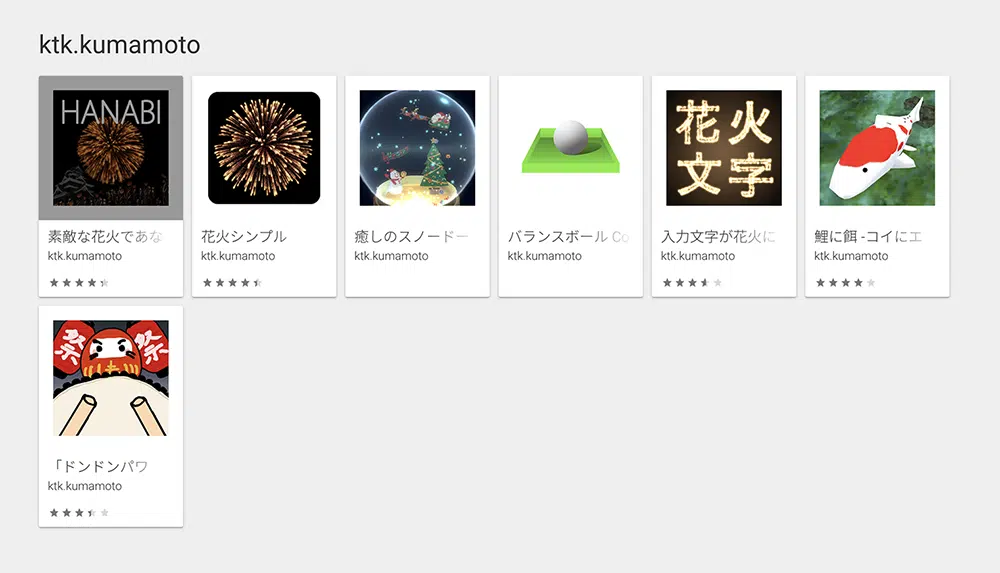 ktk.kumamoto
HANABI
素敵な花火であな
ktk.kumamoto
花火シンプル
ktk.kumamoto
癒しのスノードー
ktk.kumamoto
バランスボール Co
ktk.kumamoto
花火
文字
入力文字が花火に
ktk.kumamoto
鯉に餌 -コイにエ
ktk.kumamoto
祭 祭
「ドンドンパワ
ktk.kumamoto